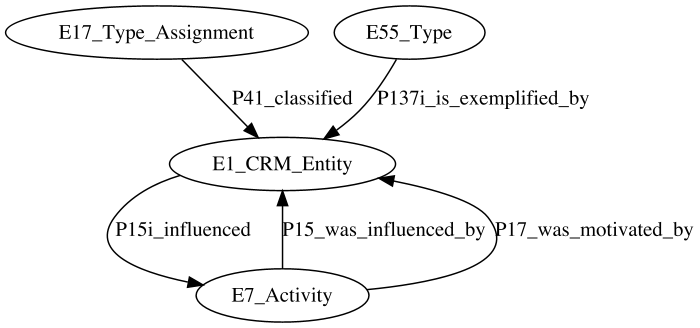 E17_Type_Assignment
E55_Type
P41_classified
P137i_is_exemplified_by
E1_CRM_Entity
P15i_influenced
P15_was_influenced_by
P17_was_motivated_by
E7_Activity